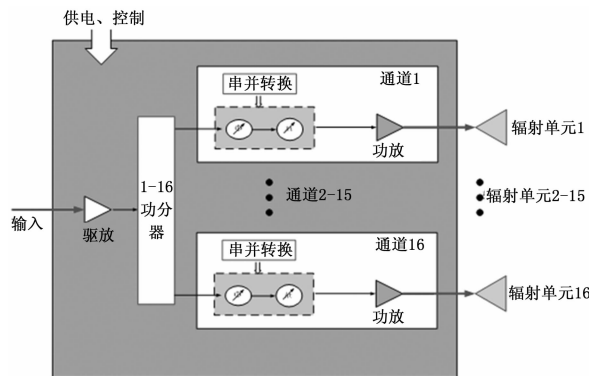 供电、控制
通道1
串并转换
功放
辐射单元1
1-16
功分
器
输入
驱放
通道2-15
辐射单元2-15
通道16
串并转换
功放
辐射单元16